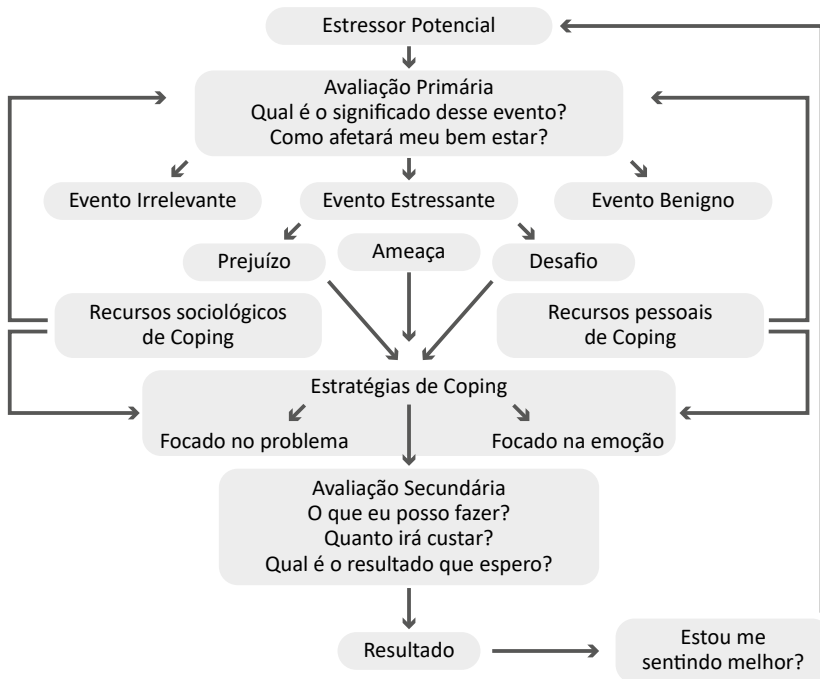 Estressor Potencial
Avaliação Primária
Qual é o significado desse evento?
Como afetará meu bem estar?
Evento Irrelevante
Evento Estressante
Evento Benigno
Prejuízo
Ameaça
Desafio
Recursos sociológicos
de Coping
Recursos pessoais
de Coping
Estratégias de Coping
Focado no problema
Focado na emoção
Avaliação Secundária
O que eu posso fazer?
Quanto irá custar?
Qual é o resultado que espero?
Resultado
Estou me
sentindo melhor?